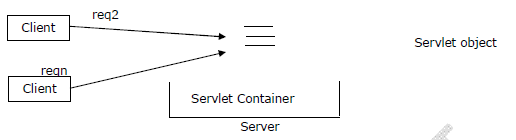 req2
Client
Servlet object
reqn
Client
Servlet Container
Server